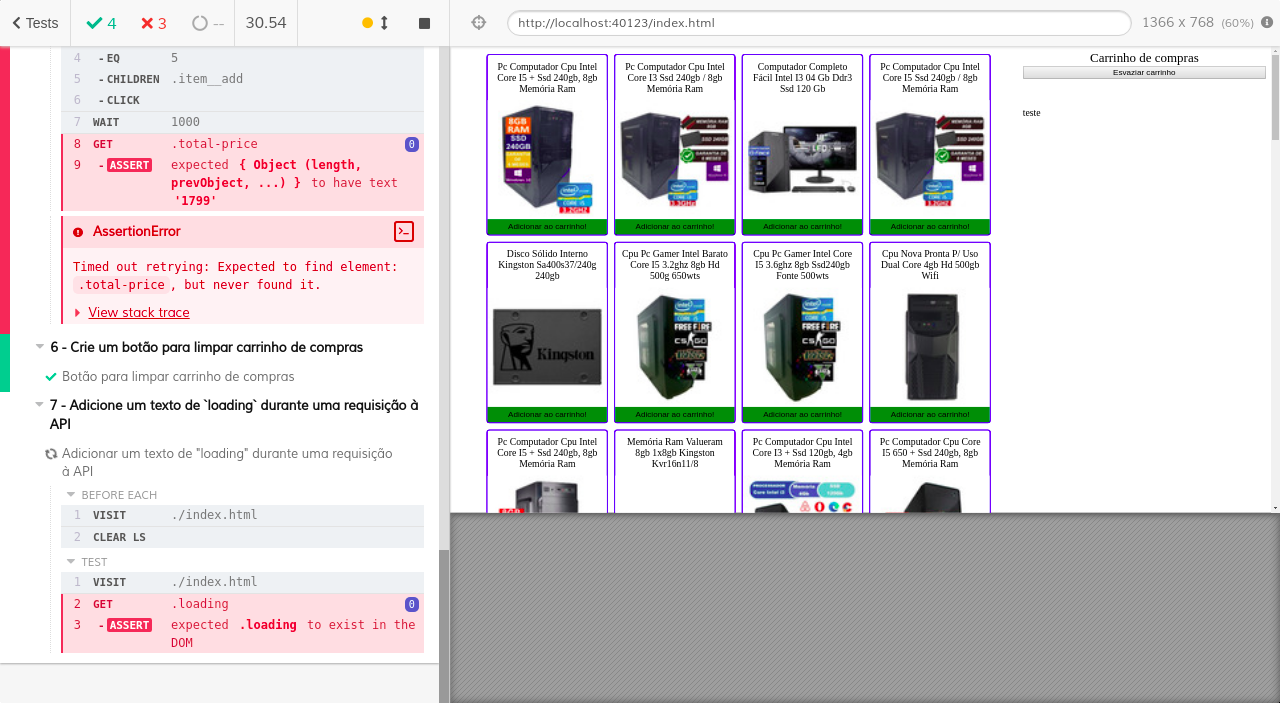 Tests
4
3
--
30.54
http://localhost:40123/index.html
1366 x 768 (60%)
4 - EQ 5
5 - CHILDREN .item__add
6 - CLICK
7 WAIT 1000
8 GET .total-price 0
9 - ASSERT expected { Object (length,
prevObject, ...) } to have text
'1799'
AssertionError
Timed out retrying: Expected to find element:
.total-price, but never found it.
View stack trace
6 - Crie um botão para limpar carrinho de compras
Botão para limpar carrinho de compras
7 - Adicione um texto de `loading` durante uma requisição à
API
Adicionar um texto de "loading" durante uma requisição
à API
BEFORE EACH
1 VISIT ./index.html
2 CLEAR LS
TEST
1 VISIT ./index.html
2 GET .loading 0
3 - ASSERT expected .loading to exist in the
DOM
Pc Computador Cpu Intel
Core I5 + Ssd 240gb, 8gb
Memória Ram
8GB
RAM
SSD
240GB
Adicionar ao carrinho!
Pc Computador Cpu Intel
Core I3 Ssd 240gb / 8gb
Memória Ram
Adicionar ao carrinho!
Computador Completo
Fácil Intel I3 04 Gb Ddr3
Ssd 120 Gb
Adicionar ao carrinho!
Pc Computador Cpu Intel
Core I5 Ssd 240gb / 8gb
Memória Ram
Adicionar ao carrinho!
Disco Sólido Interno
Kingston Sa400s37/240g
240gb
Kingston
Adicionar ao carrinho!
Cpu Pc Gamer Intel Barato
Core I5 3.2ghz 8gb Hd
500g 650wts
FREE FIRE
CS:GO
Adicionar ao carrinho!
Cpu Pc Gamer Intel Core
I5 3.6ghz 8gb Ssd240gb
Fonte 500wts
FREE FIRE
CS:GO
Adicionar ao carrinho!
Cpu Nova Pronta P/ Uso
Dual Core 4gb Hd 500gb
Wifi
Adicionar ao carrinho!
Pc Computador Cpu Intel
Core I5 + Ssd 240gb, 8gb
Memória Ram
Memória Ram Valueram
8gb 1x8gb Kingston
Kvr16n11/8
Pc Computador Cpu Intel
Core I3 + Ssd 120gb, 4gb
Memória Ram
Pc Computador Cpu Core
I5 650 + Ssd 240gb, 8gb
Memória Ram
Carrinho de compras
Esvaziar carrinho
teste